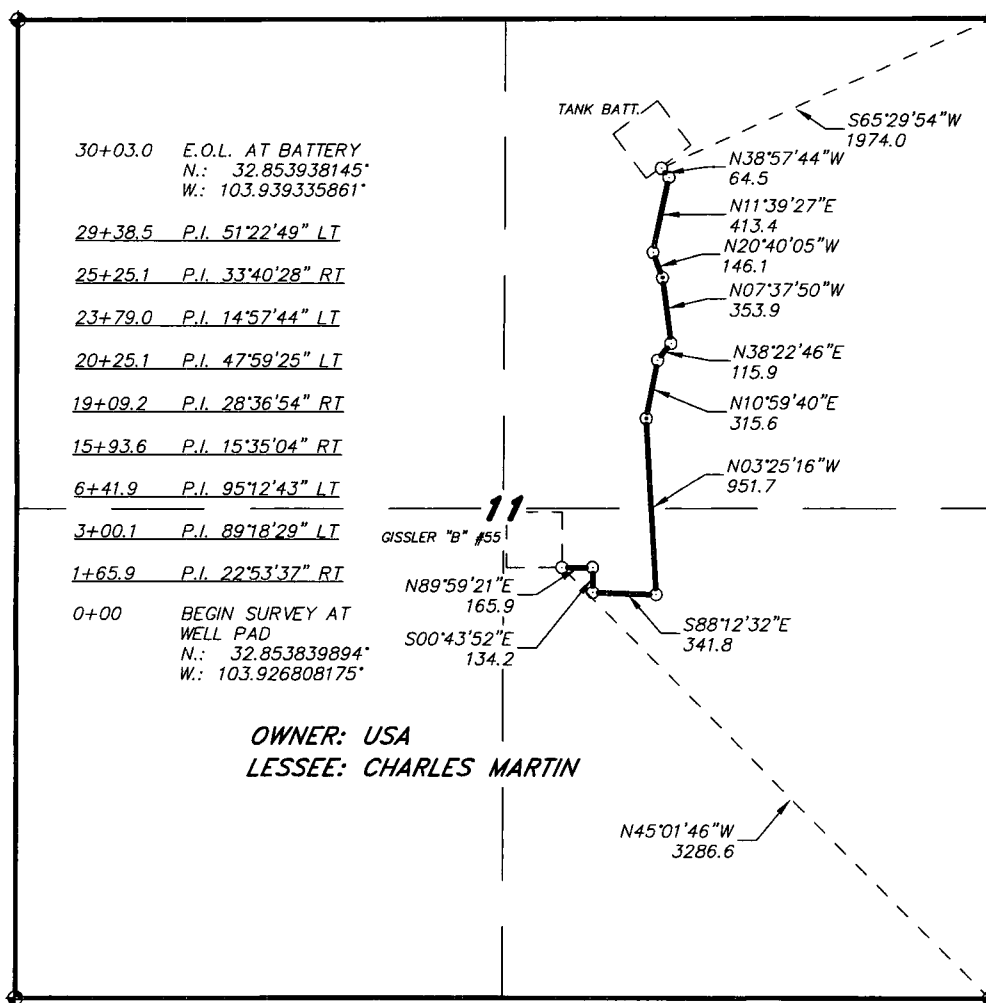 30+03.0 E.O.L. AT BATTERY
N.: 32.853938145°
W.: 103.939335861°
29+38.5 P.I. 51°22'49" LT
25+25.1 P.I. 33°40'28" RT
23+79.0 P.I. 14°57'44" LT
20+25.1 P.I. 47°59'25" LT
19+09.2 P.I. 28°36'54" RT
15+93.6 P.I. 15°35'04" RT
6+41.9 P.I. 95°12'43" LT
3+00.1 P.I. 89°18'29" LT
1+65.9 P.I. 22°53'37" RT
0+00 BEGIN SURVEY AT
WELL PAD
N.: 32.853839894°
W.: 103.926808175°
TANK BATT.
S65°29'54"W
1974.0
N38°57'44"W
64.5
N11°39'27"E
413.4
N20°40'05"W
146.1
N07°37'50"W
353.9
N38°22'46"E
115.9
N10°59'40"E
315.6
N03°25'16"W
951.7
11
GISSLER "B" #55
N89°59'21"E
165.9
S00°43'52"E
134.2
S88°12'32"E
341.8
OWNER: USA
LESSEE: CHARLES MARTIN
N45°01'46"W
3286.6